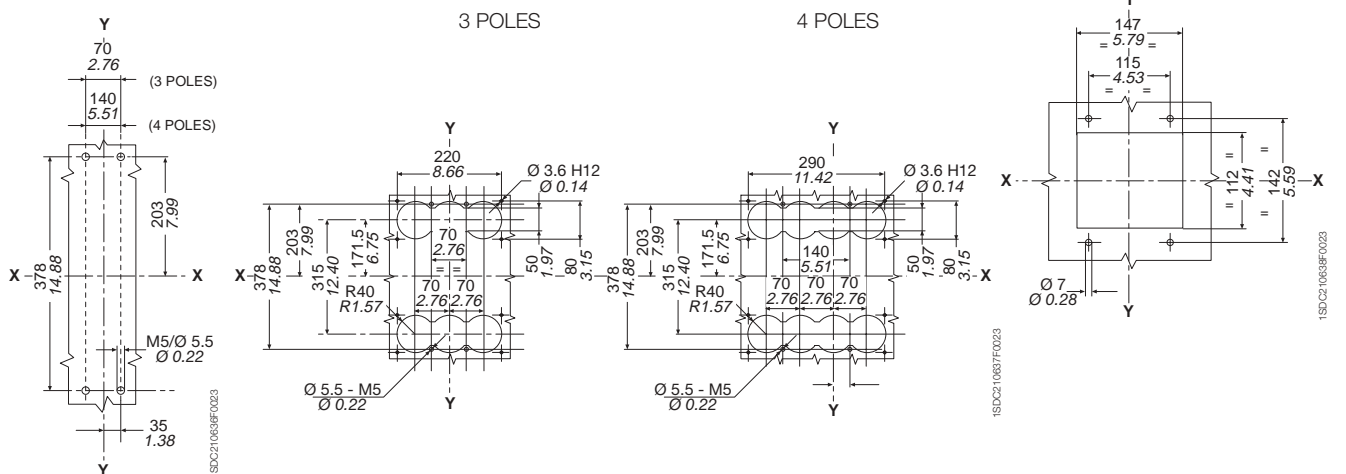 3 POLES
4 POLES
Y
70
2.76
(3 POLES)
140
5.51
(4 POLES)
203
7.99
X
X
378
14.88
M5/Ø 5.5
Ø 0.22
35
1.38
Y
1SDC210636F0023
Y
220
8.66
Ø 3.6 H12
Ø 0.14
X
378
14.88
203
7.99
315
12.40
171.5
6.75
70
2.76
= =
50
1.97
80
3.15
R40
R1.57
70 70
2.76 2.76
Ø 5.5 - M5
Ø 0.22
Y
Y
290
11.42
Ø 3.6 H12
Ø 0.14
378
14.88
203
7.99
315
12.40
171.5
6.75
140
5.51
50
1.97
80
3.15
X
R40
R1.57
70 70 70
2.76 2.76 2.76
Ø 5.5 - M5
Ø 0.22
Y
1SDC210637F0023
Y
147
= 5.79 =
115
4.53
= =
X
X
= 112 =
4.41
= 142 =
5.59
Ø 7
Ø 0.28
Y
1SDC210638F0023